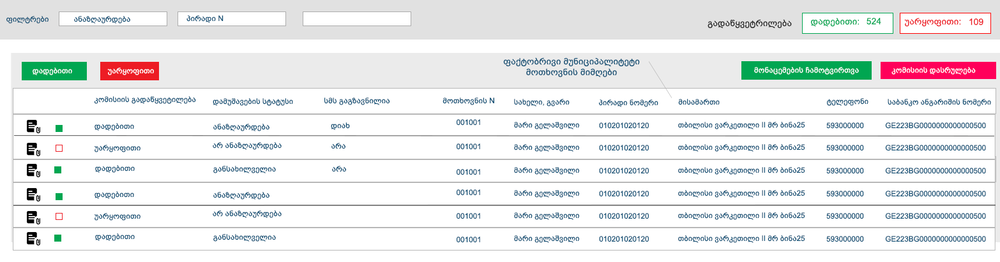 ფილტრები ანაზღაურდება პირადი N გადაწყვეტრილება დადებითი: 524 უარყოფითი: 109
დადებითი უარყოფითი ფაქტობრივი მუნიციპალიტეტი მონაცემების ჩამოტვირთვა კომისიის დასრულება
მოთხოვნის მიმღები
კომისიის გადაწყვეტილება დამუშავების სტატუსი სმს გაგზავნილია მოთხოვნის N სახელი, გვარი პირადი ნომერი მისამართი ტელეფონი საბანკო ანგარიშის ნომერი
დადებითი ანაზღაურდება დიახ 001001 მარი გელაშვილი 010201020120 თბილისი ვარკეთილი II მრ ბინა25 593000000 GE223BG0000000000000500
უარყოფითი არ ანაზღაურდება არა 001001 მარი გელაშვილი 010201020120 თბილისი ვარკეთილი II მრ ბინა25 593000000 GE223BG0000000000000500
დადებითი განსახილველია არა 001001 მარი გელაშვილი 010201020120 თბილისი ვარკეთილი II მრ ბინა25 593000000 GE223BG0000000000000500
დადებითი ანაზღაურდება 001001 მარი გელაშვილი 010201020120 თბილისი ვარკეთილი II მრ ბინა25 593000000 GE223BG0000000000000500
უარყოფითი არ ანაზღაურდება 001001 მარი გელაშვილი 010201020120 თბილისი ვარკეთილი II მრ ბინა25 593000000 GE223BG0000000000000500
დადებითი განსახილველია 001001 მარი გელაშვილი 010201020120 თბილისი ვარკეთილი II მრ ბინა25 593000000 GE223BG0000000000000500